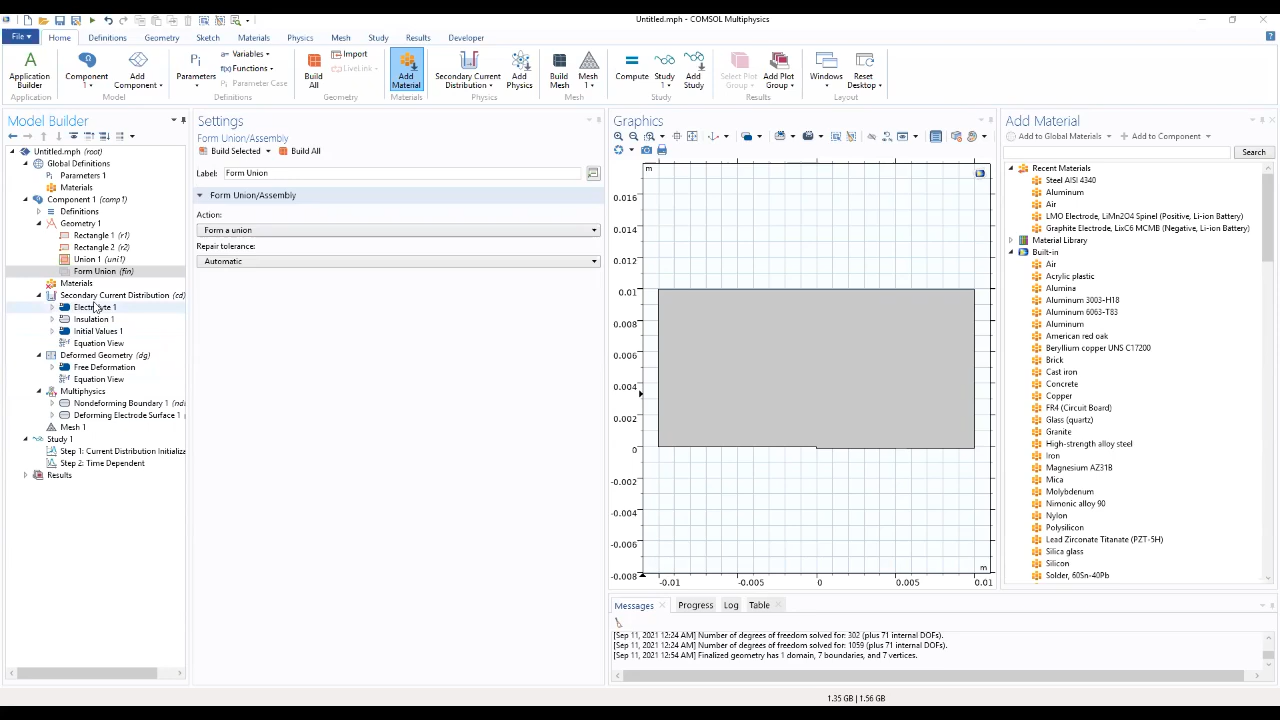 Untitled.mph - COMSOL Multiphysics
File Home Definitions Geometry Sketch Materials Physics Mesh Study Results Developer
Application Builder
Component 1
Add Component
Parameters
Variables
Functions
Parameter Case
Build All
Import
LiveLink
Add Material
Secondary Current Distribution
Add Physics
Build Mesh
Mesh 1
Compute
Study 1
Add Study
Select Plot Group
Add Plot Group
Windows
Reset Desktop
Application Model Definitions Geometry Materials Physics Mesh Study Results Layout
Model Builder
Untitled.mph (root)
Global Definitions
Parameters 1
Materials
Component 1 (comp1)
Definitions
Geometry 1
Rectangle 1 (r1)
Rectangle 2 (r2)
Union 1 (uni1)
Form Union (fin)
Materials
Secondary Current Distribution (cd)
Electrolyte 1
Insulation 1
Initial Values 1
Equation View
Deformed Geometry (dg)
Free Deformation
Equation View
Multiphysics
Nondeforming Boundary 1 (nd
Deforming Electrode Surface 1
Mesh 1
Study 1
Step 1: Current Distribution Initializa
Step 2: Time Dependent
Results
Settings
Form Union/Assembly
Build Selected Build All
Label: Form Union
Form Union/Assembly
Action:
Form a union
Repair tolerance:
Automatic
Graphics
m
0.016
0.014
0.012
0.01
0.008
0.006
0.004
0.002
0
-0.002
-0.004
-0.006
-0.008
m
-0.01 -0.005 0 0.005 0.01
Messages Progress Log Table
[Sep 11, 2021 12:24 AM] Number of degrees of freedom solved for: 302 (plus 71 internal DOFs).
[Sep 11, 2021 12:24 AM] Number of degrees of freedom solved for: 1059 (plus 71 internal DOFs).
[Sep 11, 2021 12:54 AM] Finalized geometry has 1 domain, 7 boundaries, and 7 vertices.
Add Material
Add to Global Materials Add to Component
Search
Recent Materials
Steel AISI 4340
Aluminum
Air
LMO Electrode, LiMn2O4 Spinel (Positive, Li-ion Battery)
Graphite Electrode, LixC6 MCMB (Negative, Li-ion Battery)
Material Library
Built-in
Air
Acrylic plastic
Alumina
Aluminum 3003-H18
Aluminum 6063-T83
Aluminum
American red oak
Beryllium copper UNS C17200
Brick
Cast iron
Concrete
Copper
FR4 (Circuit Board)
Glass (quartz)
Granite
High-strength alloy steel
Iron
Magnesium AZ31B
Mica
Molybdenum
Nimonic alloy 90
Nylon
Polysilicon
Lead Zirconate Titanate (PZT-5H)
Silica glass
Silicon
Solder, 60Sn-40Pb
1.35 GB | 1.56 GB